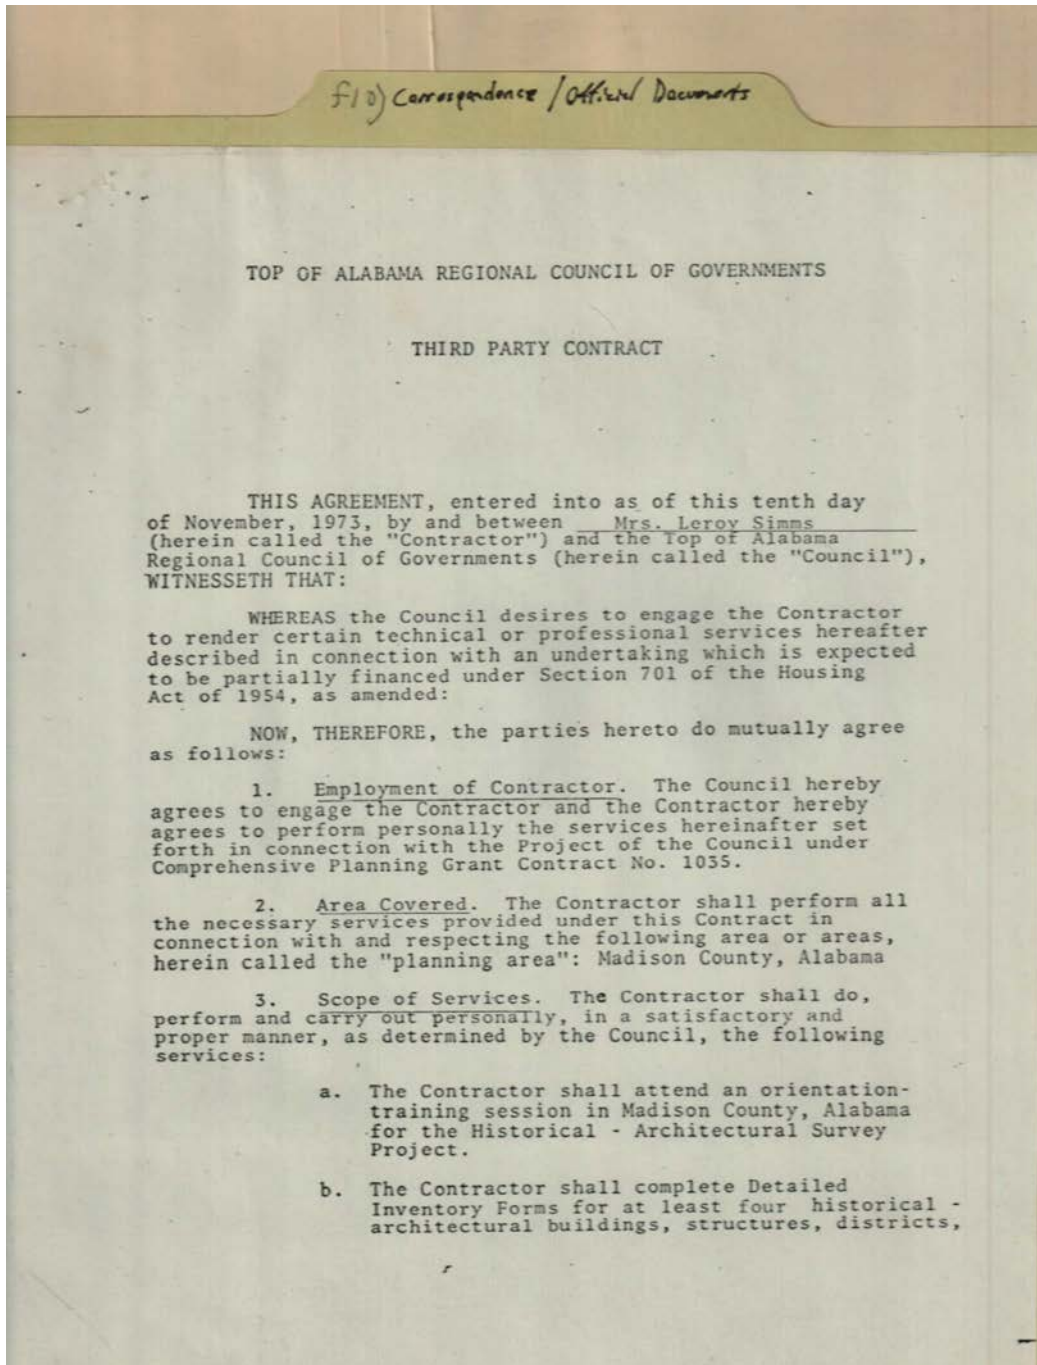 f10) Correspondence / Official Documents
TOP OF ALABAMA REGIONAL COUNCIL OF GOVERNMENTS
THIRD PARTY CONTRACT
THIS AGREEMENT, entered into as of this tenth day
of November, 1973, by and between Mrs. Leroy Simms
(herein called the "Contractor") and the Top of Alabama
Regional Council of Governments (herein called the "Council"),
WITNESSETH THAT:
WHEREAS the Council desires to engage the Contractor
to render certain technical or professional services hereafter
described in connection with an undertaking which is expected
to be partially financed under Section 701 of the Housing
Act of 1954, as amended:
NOW, THEREFORE, the parties hereto do mutually agree
as follows:
1. Employment of Contractor. The Council hereby
agrees to engage the Contractor and the Contractor hereby
agrees to perform personally the services hereinafter set
forth in connection with the Project of the Council under
Comprehensive Planning Grant Contract No. 1035.
2. Area Covered. The Contractor shall perform all
the necessary services provided under this Contract in
connection with and respecting the following area or areas,
herein called the "planning area": Madison County, Alabama
3. Scope of Services. The Contractor shall do,
perform and carry out personally, in a satisfactory and
proper manner, as determined by the Council, the following
services:
a. The Contractor shall attend an orientation-
training session in Madison County, Alabama
for the Historical - Architectural Survey
Project.
b. The Contractor shall complete Detailed
Inventory Forms for at least four historical -
architectural buildings, structures, districts,